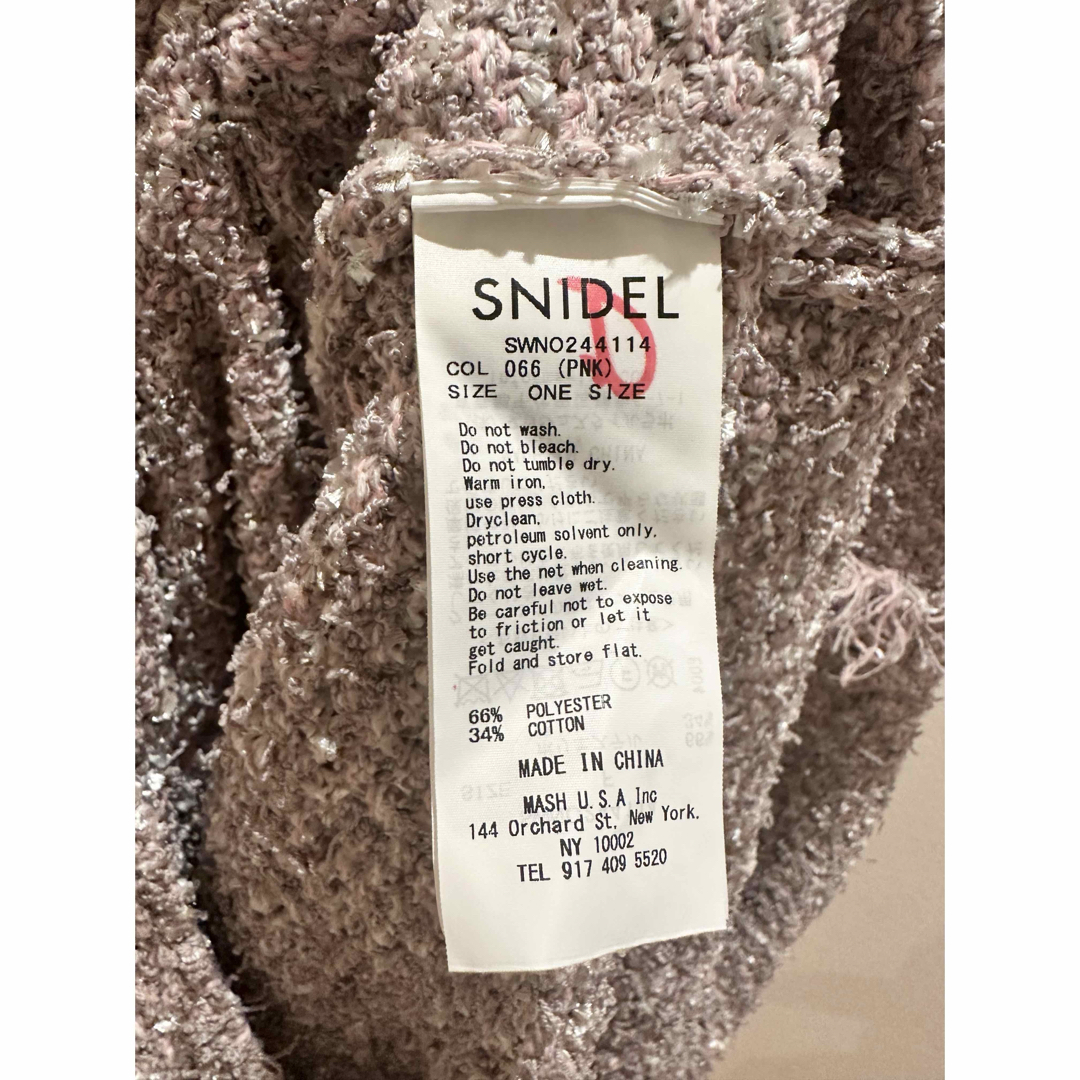 SNIDEL
SWNO244114
COL 066 (PNK)
SIZE ONE SIZE
Do not wash.
Do not bleach.
Do not tumble dry.
Warm iron,
use press cloth.
Dryclean,
petroleum solvent only,
short cycle.
Use the net when cleaning.
Do not leave wet.
Be careful not to expose
to friction or let it
get caught.
Fold and store flat.
66% POLYESTER
34% COTTON
MADE IN CHINA
MASH U.S.A Inc
144 Orchard St, New York,
NY 10002
TEL 917 409 5520